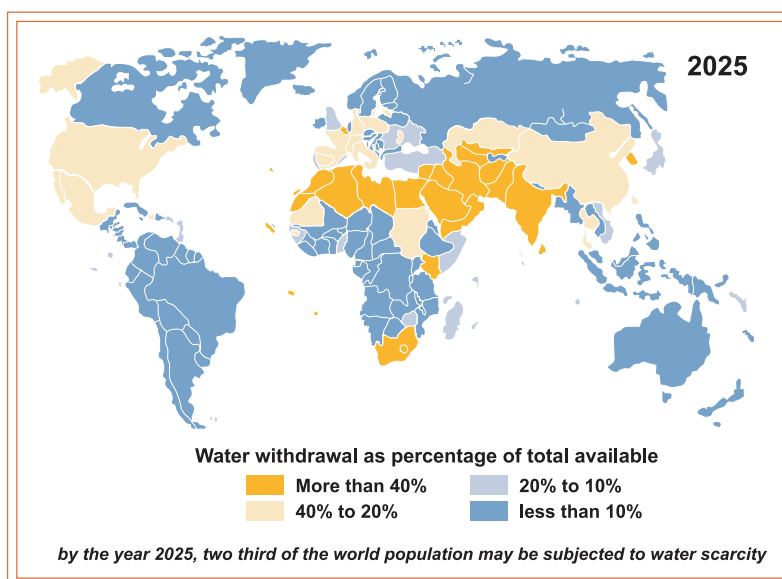 2025
Water withdrawal as percentage of total available
More than 40%
20% to 10%
40% to 20%
less than 10%
by the year 2025, two third of the world population may be subjected to water scarcity